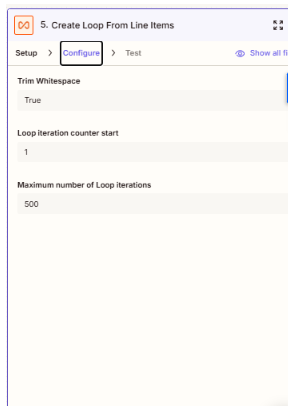 5. Create Loop From Line Items
Setup > Configure > Test Show all fi
Trim Whitespace
True
Loop iteration counter start
1
Maximum number of Loop iterations
500